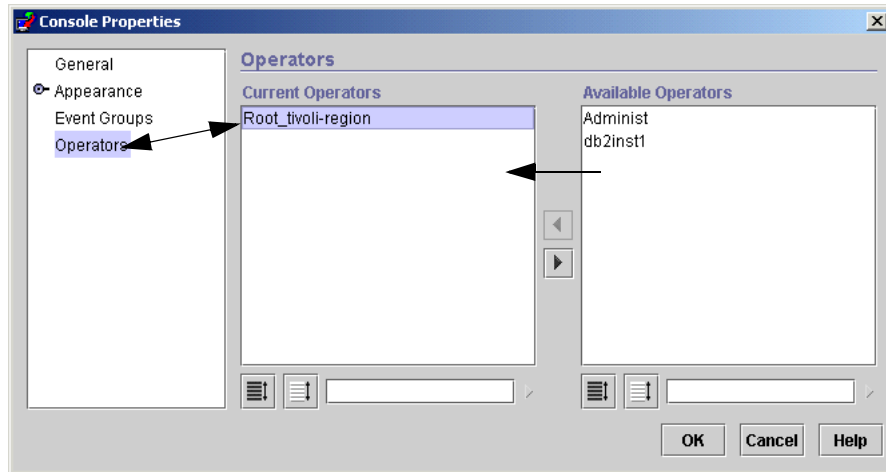 Console Properties
General
Appearance
Event Groups
Operators
Operators
Current Operators
Root_tivoli-region
Available Operators
Administ
db2inst1
OK
Cancel
Help